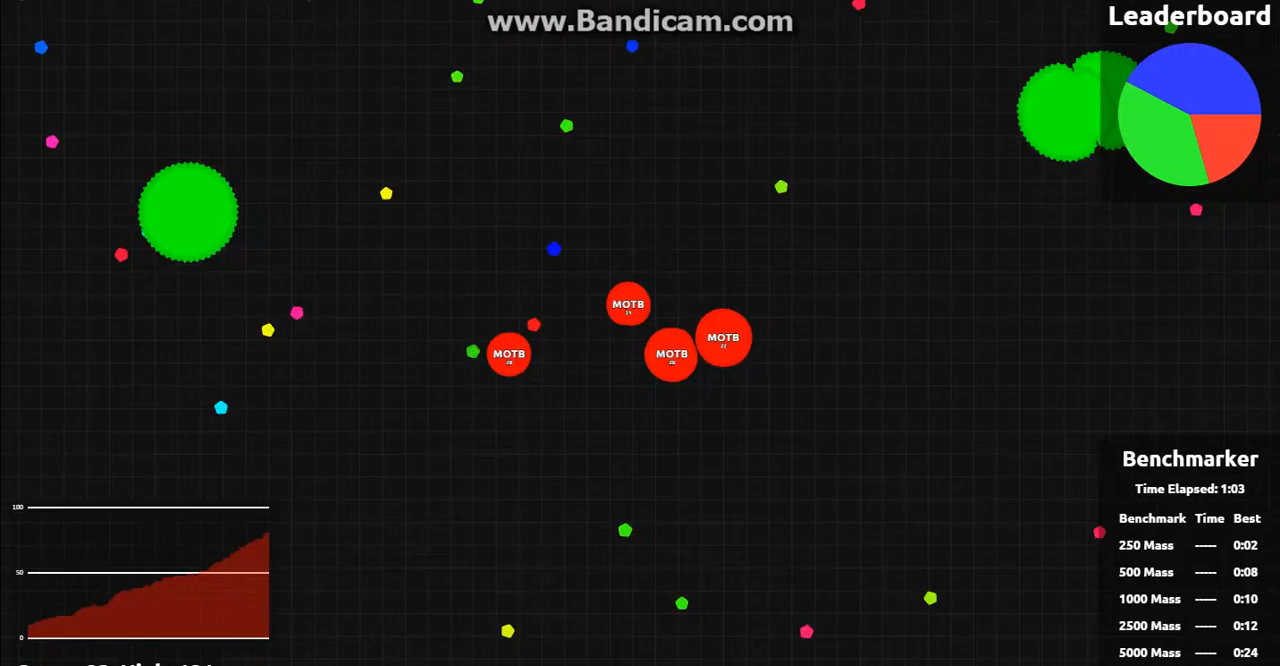 www.Bandicam.com
Leaderboard
MOTB
MOTB
MOTB
MOTB
100
50
0
Benchmarker
Time Elapsed: 1:03
Benchmark Time Best
250 Mass ----- 0:02
500 Mass ----- 0:08
1000 Mass ----- 0:10
2500 Mass ----- 0:12
5000 Mass ----- 0:24